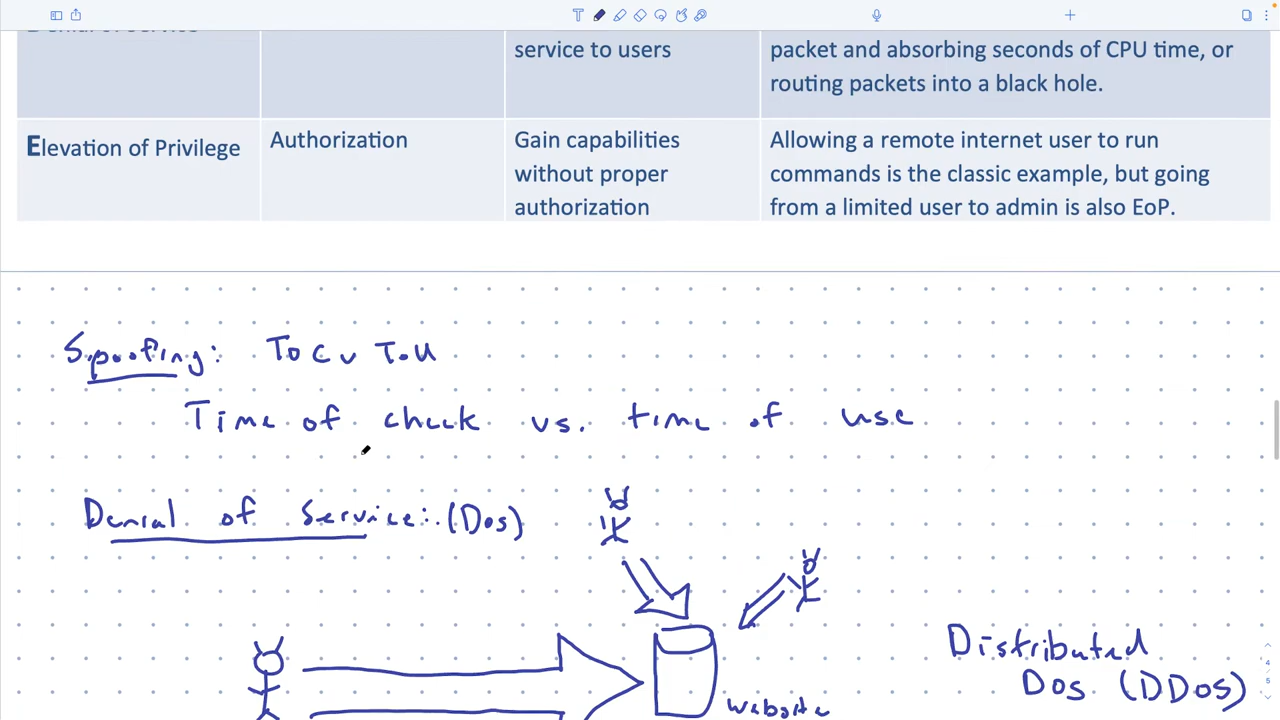 service to users
packet and absorbing seconds of CPU time, or
routing packets into a black hole.
Elevation of Privilege
Authorization
Gain capabilities
without proper
authorization
Allowing a remote internet user to run
commands is the classic example, but going
from a limited user to admin is also EoP.
Spoofing: ToCvToU
Time of check vs. time of use
Denial of Service: (Dos)
website
Distributed
Dos (DDos)
4
5